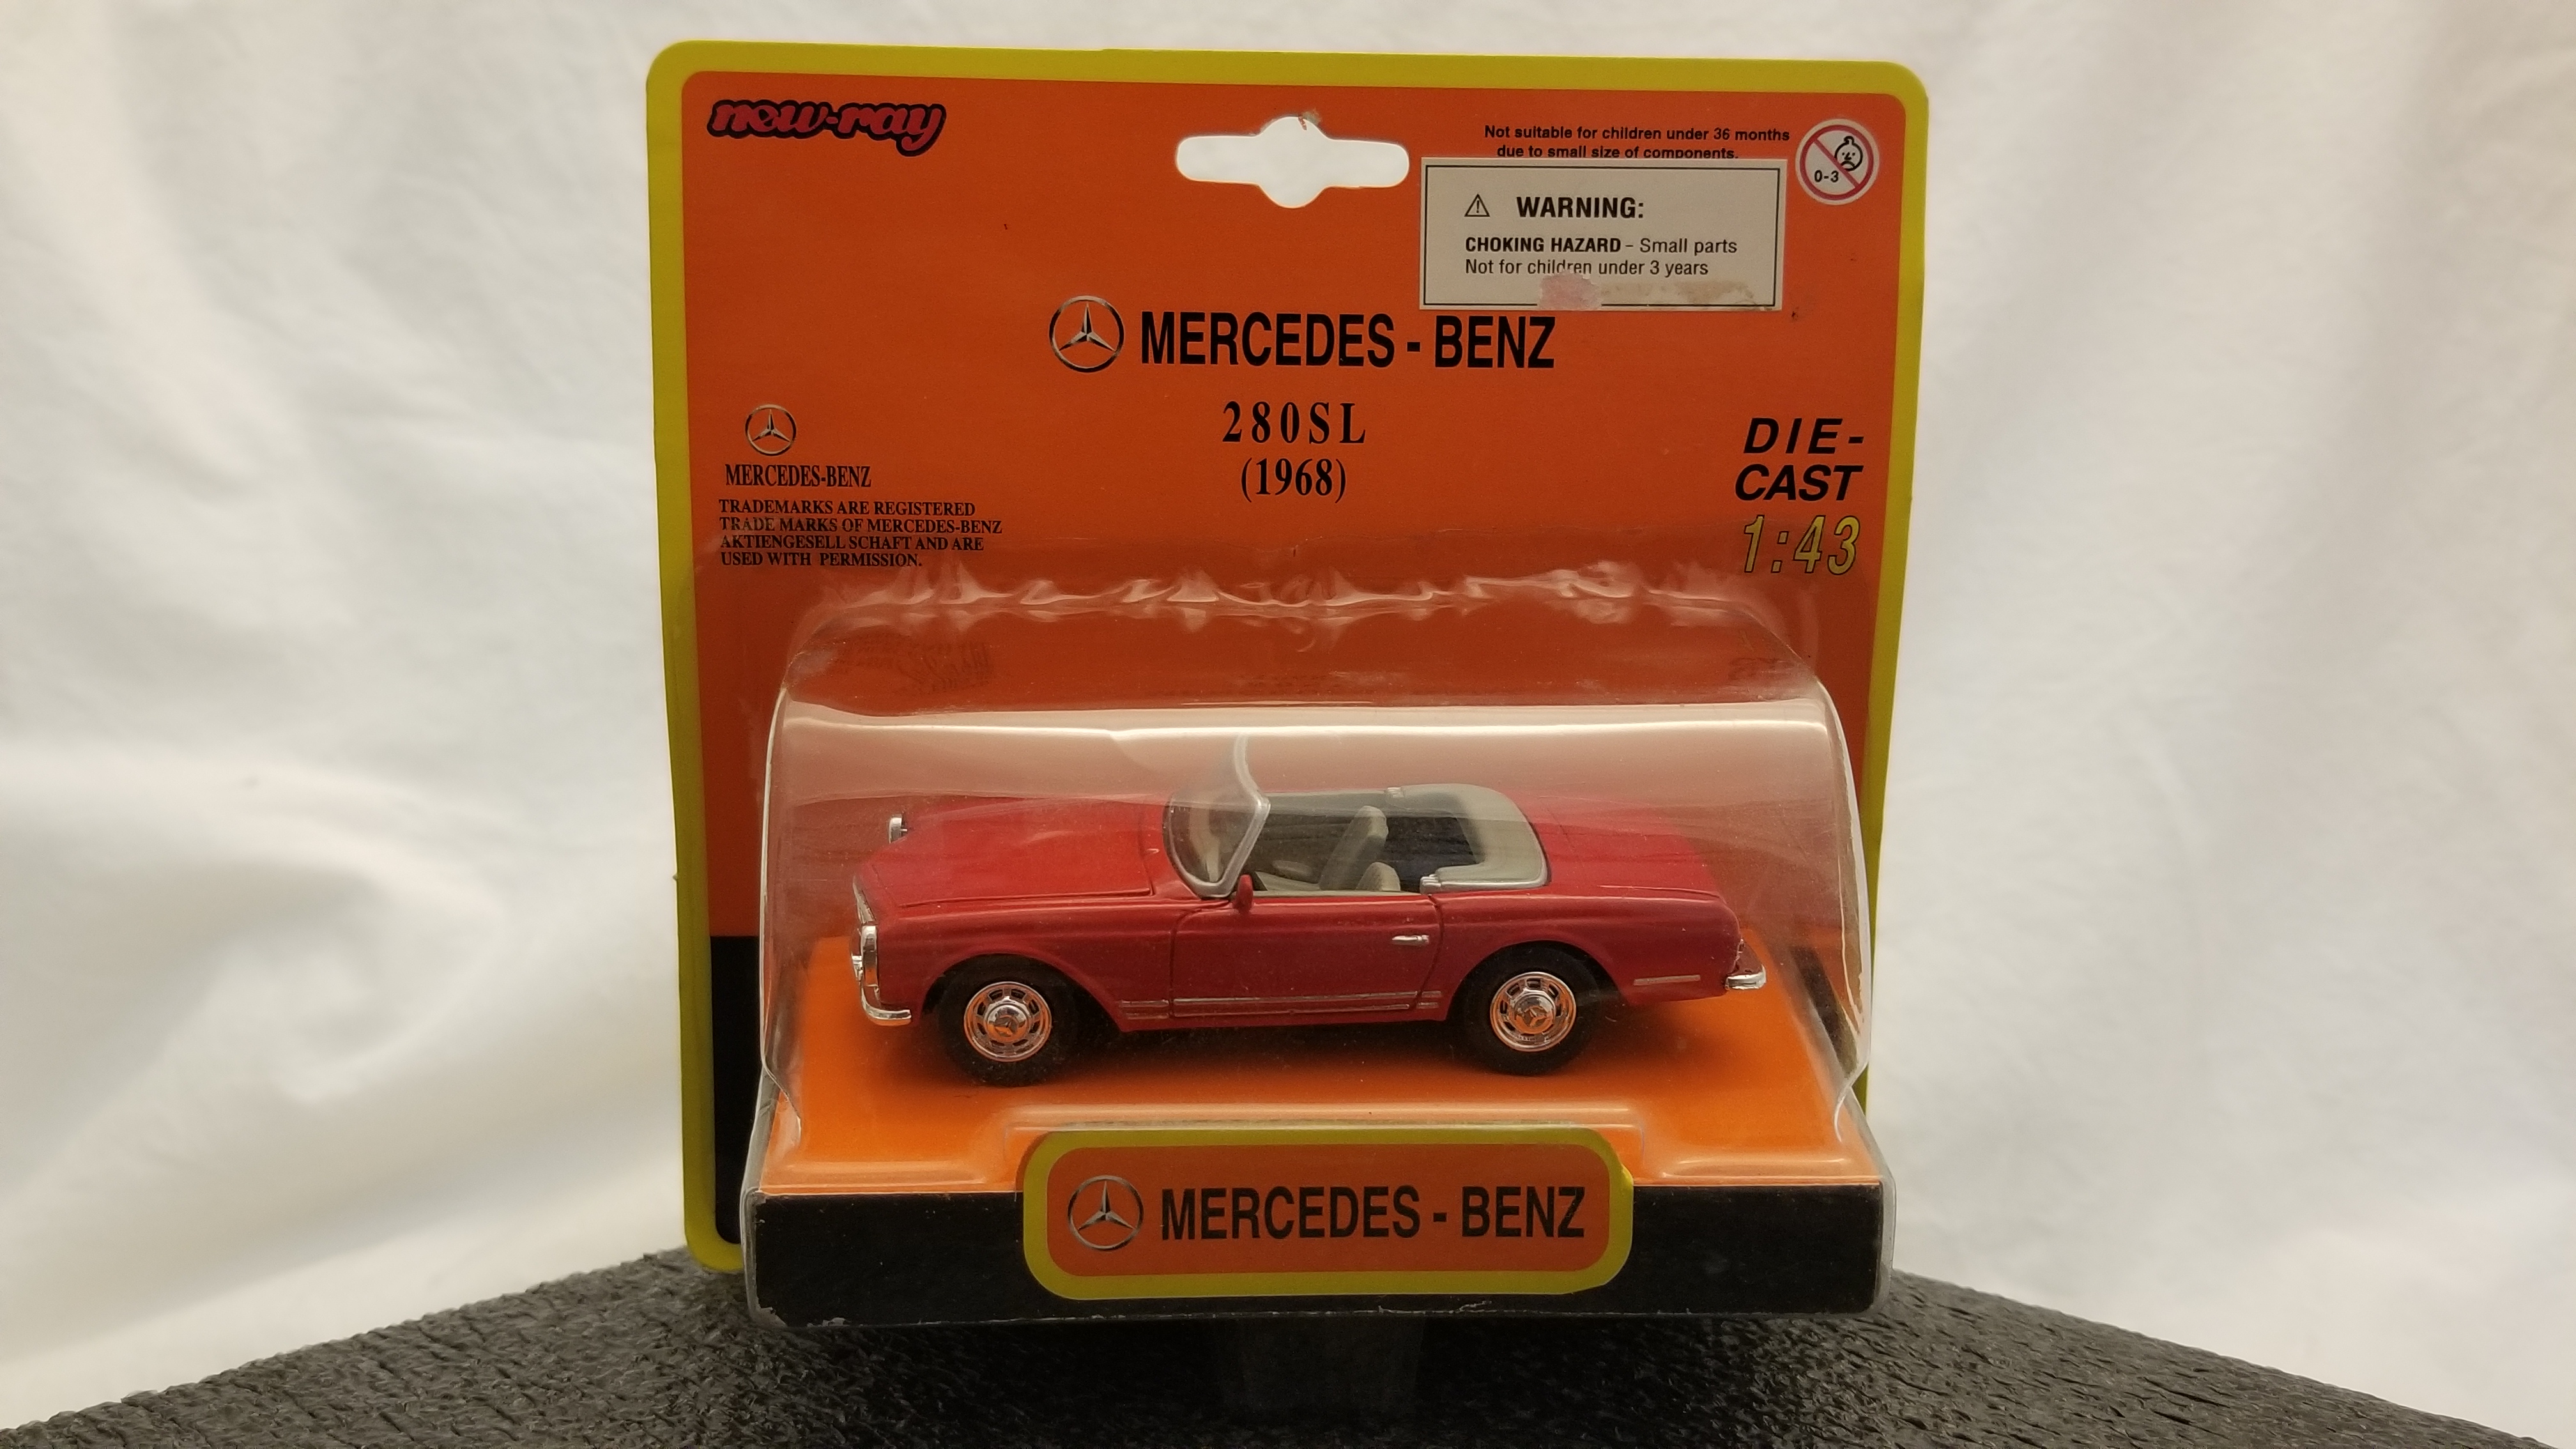 new-ray
Not suitable for children under 36 months
due to small size of components.
0-3
WARNING:
CHOKING HAZARD - Small parts
Not for children under 3 years
MERCEDES - BENZ
280SL
(1968)
MERCEDES-BENZ
TRADEMARKS ARE REGISTERED
TRADE MARKS OF MERCEDES-BENZ
AKTIENGESELL SCHAFT AND ARE
USED WITH PERMISSION.
DIE-
CAST
1:43
MERCEDES - BENZ